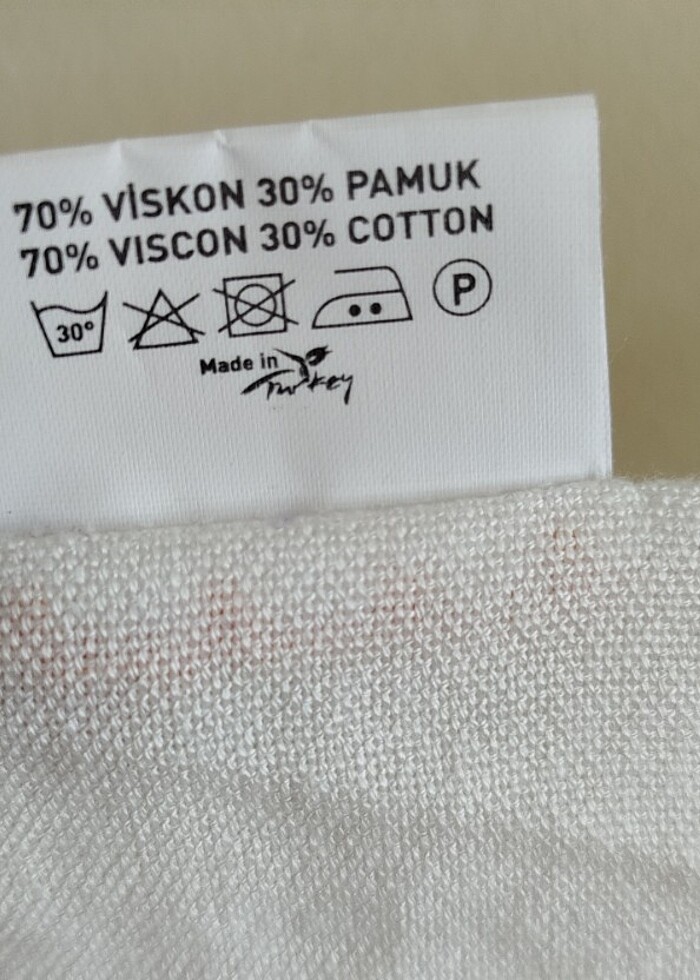 70% VİSKON 30% PAMUK
70% VISCON 30% COTTON
30° P
Made in Turkey